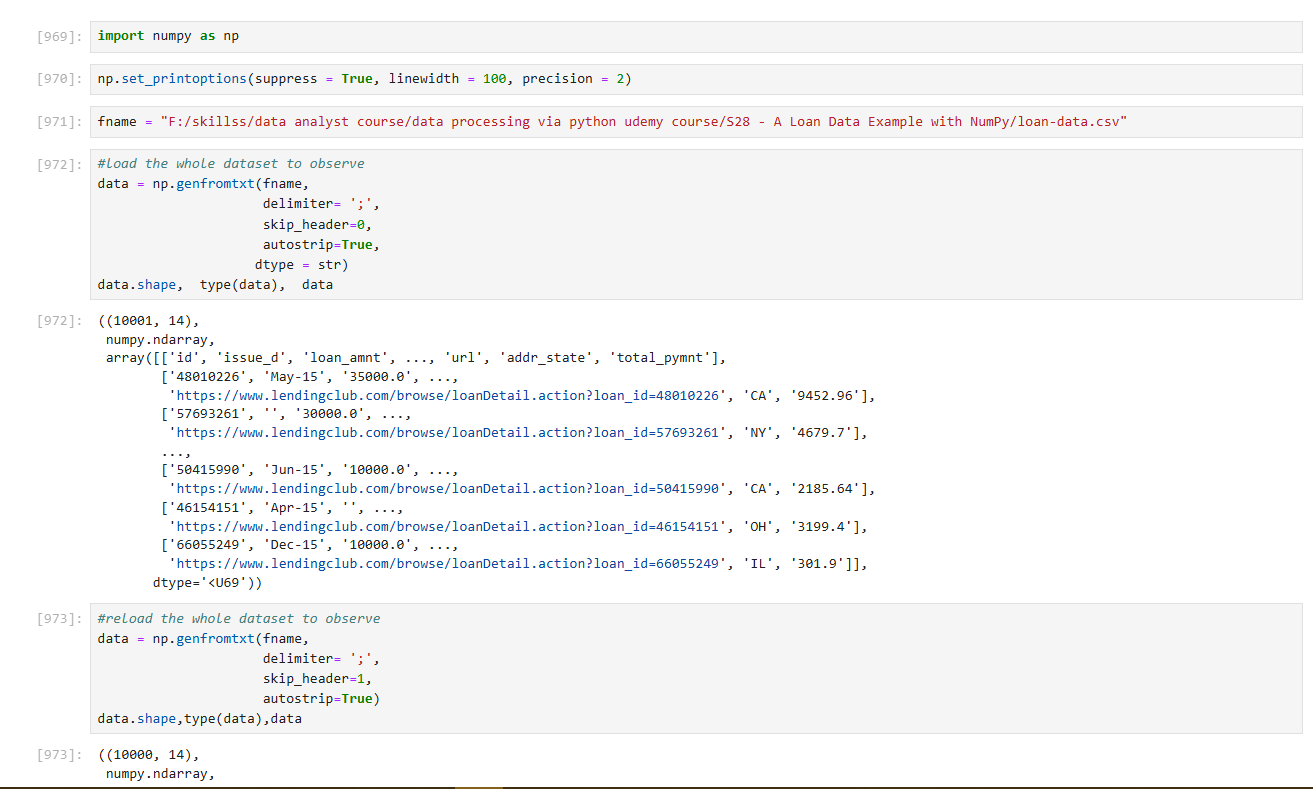 [969]: import numpy as np
[970]: np.set_printoptions(suppress = True, linewidth = 100, precision = 2)
[971]: fname = "F:/skillss/data analyst course/data processing via python udemy course/S28 - A Loan Data Example with NumPy/loan-data.csv"
[972]: #load the whole dataset to observe
data = np.genfromtxt(fname,
delimiter= ';',
skip_header=0,
autostrip=True,
dtype = str)
data.shape,  type(data),  data
[972]: ((10001, 14),
numpy.ndarray,
array([['id', 'issue_d', 'loan_amnt', ..., 'url', 'addr_state', 'total_pymnt'],
['48010226', 'May-15', '35000.0', ...,
'https://www.lendingclub.com/browse/loanDetail.action?loan_id=48010226', 'CA', '9452.96'],
['57693261', '', '30000.0', ...,
'https://www.lendingclub.com/browse/loanDetail.action?loan_id=57693261', 'NY', '4679.7'],
...,
['50415990', 'Jun-15', '10000.0', ...,
'https://www.lendingclub.com/browse/loanDetail.action?loan_id=50415990', 'CA', '2185.64'],
['46154151', 'Apr-15', '', ...,
'https://www.lendingclub.com/browse/loanDetail.action?loan_id=46154151', 'OH', '3199.4'],
['66055249', 'Dec-15', '10000.0', ...,
'https://www.lendingclub.com/browse/loanDetail.action?loan_id=66055249', 'IL', '301.9']],
dtype='<U69'))
[973]: #reload the whole dataset to observe
data = np.genfromtxt(fname,
delimiter= ';',
skip_header=1,
autostrip=True)
data.shape,type(data),data
[973]: ((10000, 14),
numpy.ndarray,